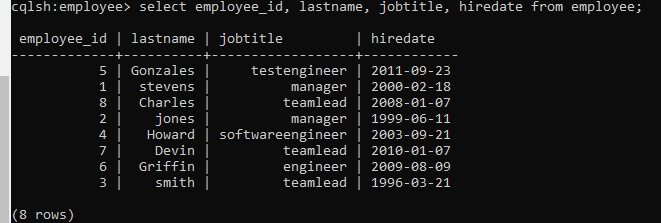 cqlsh:employee> select employee_id, lastname, jobtitle, hiredate from employee;
employee_id | lastname | jobtitle | hiredate
-------------+----------+------------------+------------
5 | Gonzales | testengineer | 2011-09-23
1 | stevens | manager | 2000-02-18
8 | Charles | teamlead | 2008-01-07
2 | jones | manager | 1999-06-11
4 | Howard | softwareengineer | 2003-09-21
7 | Devin | teamlead | 2010-01-07
6 | Griffin | engineer | 2009-08-09
3 | smith | teamlead | 1996-03-21
(8 rows)